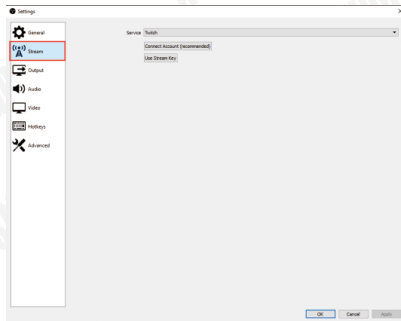 Settings
General
Service Twitch
Stream
Connect Account (recommended)
Use Stream Key
Output
Audio
Video
Hotkeys
Advanced
OK Cancel Apply